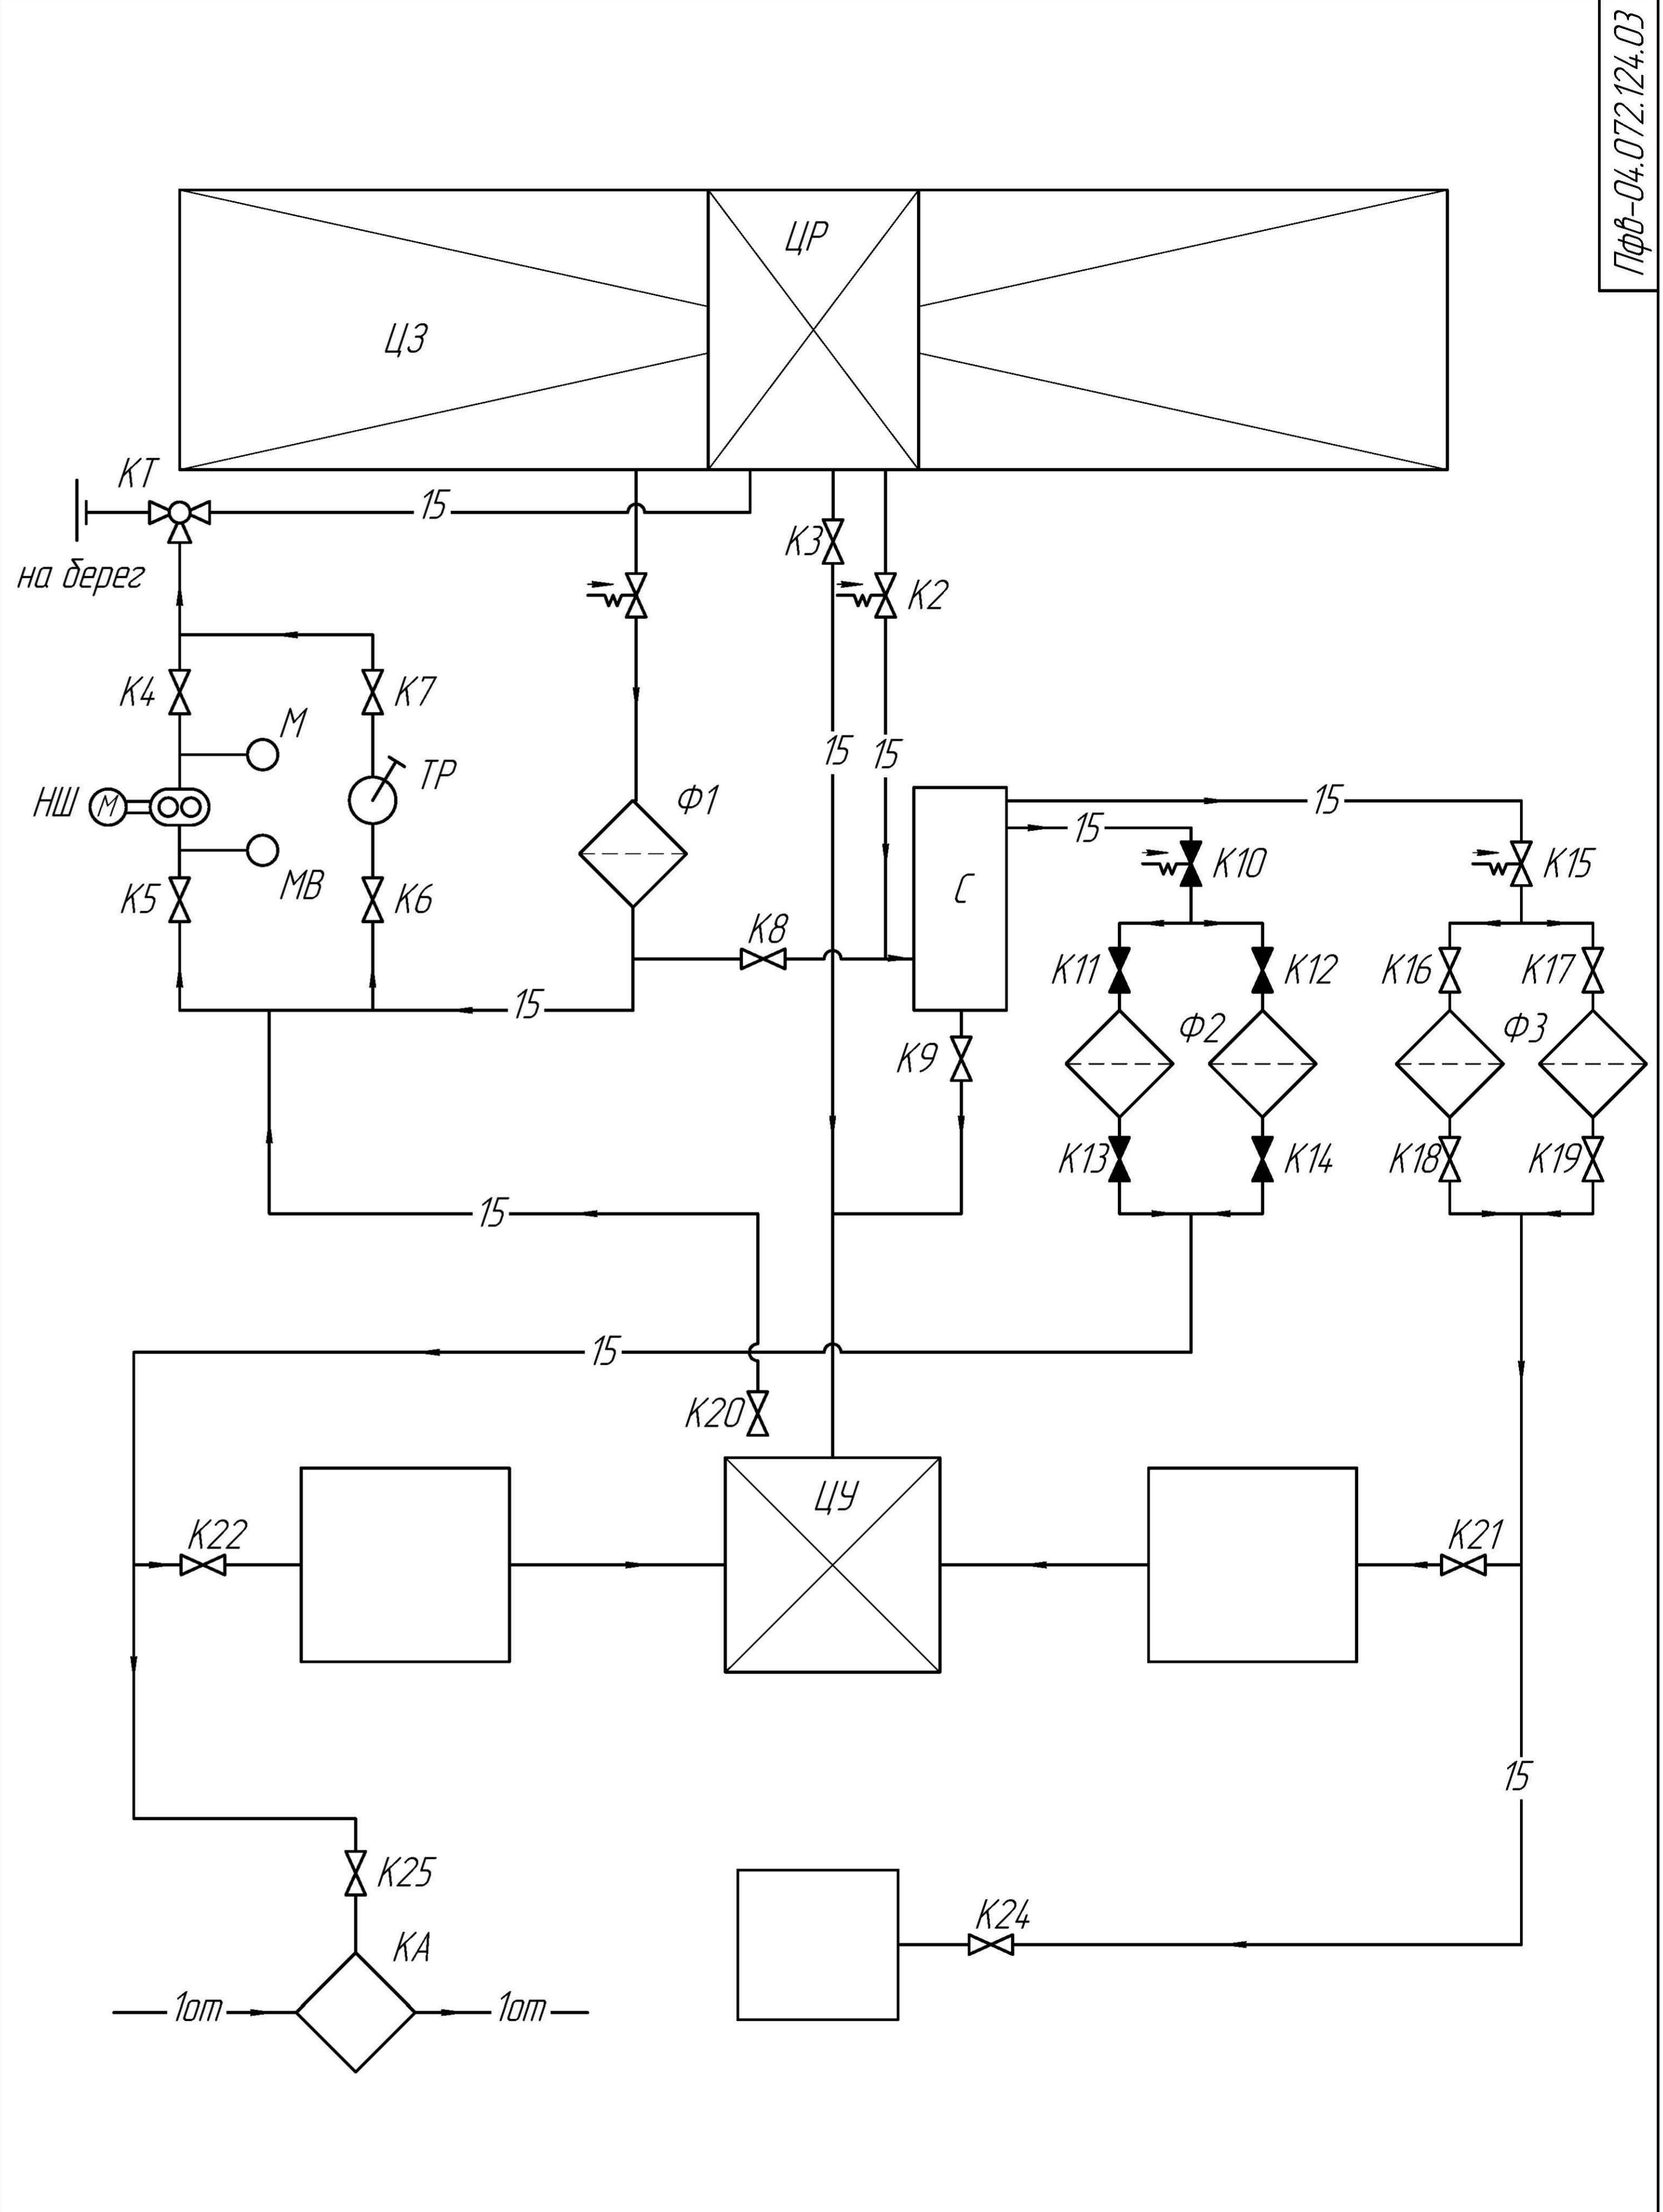 Пфв-04.072.124.03
ЦР
ЦЗ
КТ
15
на берег
К3
К2
К4
К7
М
НШ
М
ТР
Ф1
15
15
15
15
МВ
К5
К6
К8
С
К10
К15
К9
К11
К12
К16
К17
15
Ф2
Ф3
К13
К14
К18
К19
15
15
К20
ЦУ
К22
К21
15
К25
К24
КА
1от
1от